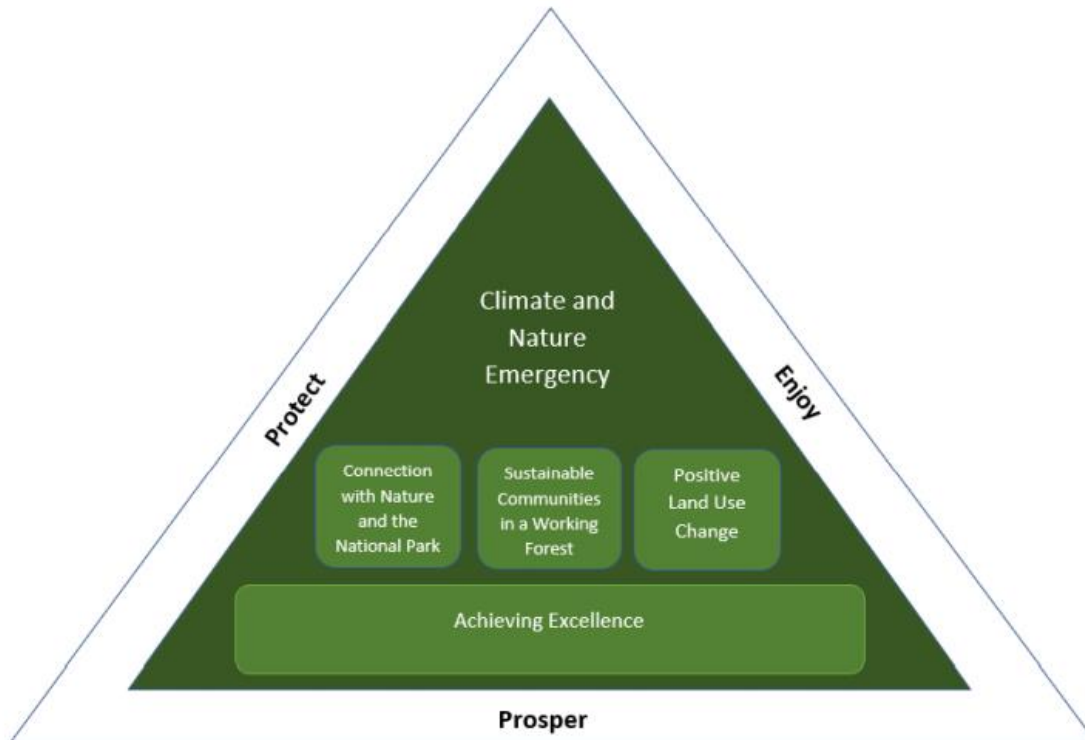 Climate and
Nature
Emergency
Protect
Enjoy
Connection
with Nature
and the
National Park
Sustainable
Communities
in a Working
Forest
Positive
Land Use
Change
Achieving Excellence
Prosper